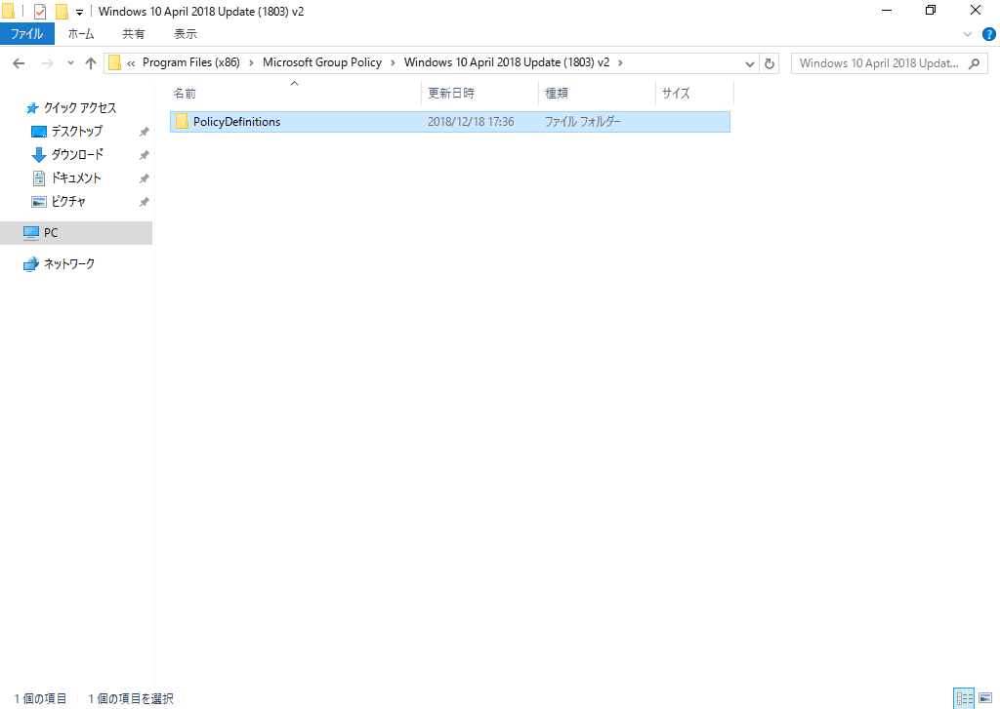 Windows 10 April 2018 Update (1803) v2
ファイル ホーム 共有 表示
« Program Files (x86) › Microsoft Group Policy › Windows 10 April 2018 Update (1803) v2 ›
Windows 10 April 2018 Updat...
名前 更新日時 種類 サイズ
PolicyDefinitions 2018/12/18 17:36 ファイル フォルダー
クイック アクセス
デスクトップ
ダウンロード
ドキュメント
ピクチャ
PC
ネットワーク
1 個の項目 1 個の項目を選択